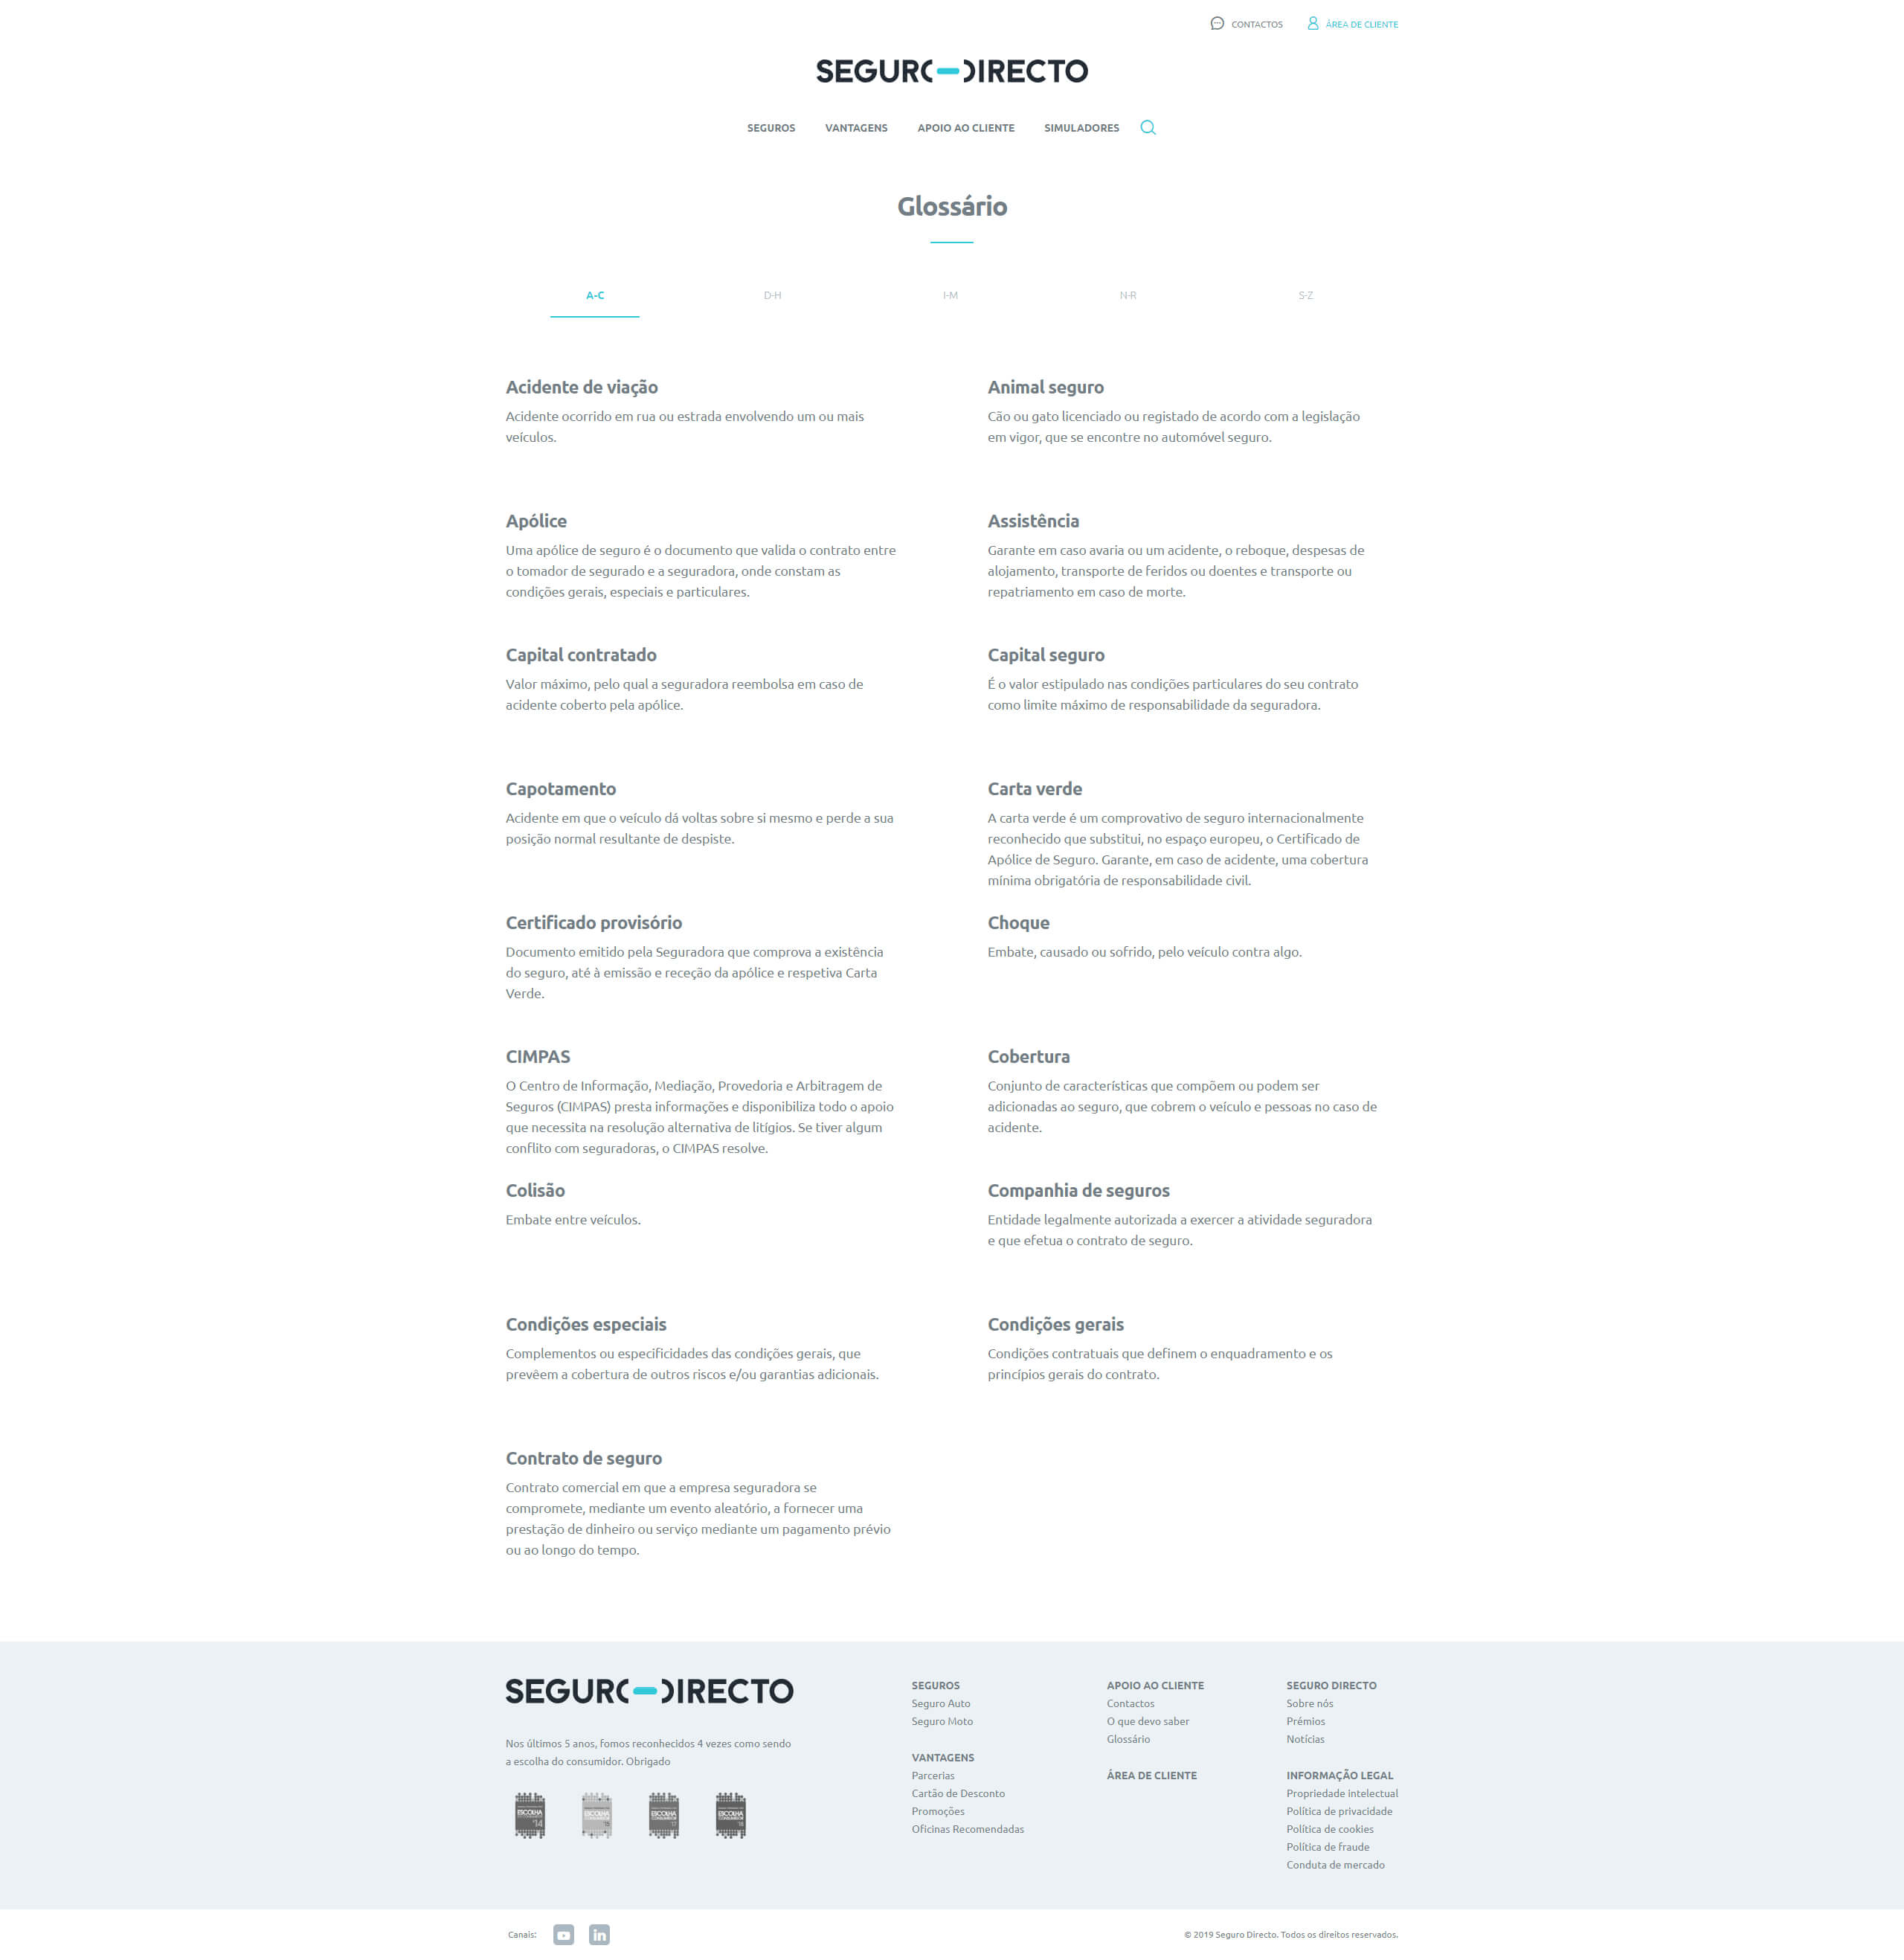 CONTACTOS
ÁREA DE CLIENTE
SEGURO DIRECTO
SEGUROS
VANTAGENS
APOIO AO CLIENTE
SIMULADORES
Glossário
A-C
D-H
I-M
N-R
S-Z
Acidente de viação
Acidente ocorrido em rua ou estrada envolvendo um ou mais
veículos.
Animal seguro
Cão ou gato licenciado ou registado de acordo com a legislação
em vigor, que se encontre no automóvel seguro.
Apólice
Uma apólice de seguro é o documento que valida o contrato entre
o tomador de segurado e a seguradora, onde constam as
condições gerais, especiais e particulares.
Assistência
Garante em caso avaria ou um acidente, o reboque, despesas de
alojamento, transporte de feridos ou doentes e transporte ou
repatriamento em caso de morte.
Capital contratado
Valor máximo, pelo qual a seguradora reembolsa em caso de
acidente coberto pela apólice.
Capital seguro
É o valor estipulado nas condições particulares do seu contrato
como limite máximo de responsabilidade da seguradora.
Capotamento
Acidente em que o veículo dá voltas sobre si mesmo e perde a sua
posição normal resultante de despiste.
Carta verde
A carta verde é um comprovativo de seguro internacionalmente
reconhecido que substitui, no espaço europeu, o Certificado de
Apólice de Seguro. Garante, em caso de acidente, uma cobertura
mínima obrigatória de responsabilidade civil.
Certificado provisório
Documento emitido pela Seguradora que comprova a existência
do seguro, até à emissão e receção da apólice e respetiva Carta
Verde.
Choque
Embate, causado ou sofrido, pelo veículo contra algo.
CIMPAS
O Centro de Informação, Mediação, Provedoria e Arbitragem de
Seguros (CIMPAS) presta informações e disponibiliza todo o apoio
que necessita na resolução alternativa de litígios. Se tiver algum
conflito com seguradoras, o CIMPAS resolve.
Cobertura
Conjunto de características que compõem ou podem ser
adicionadas ao seguro, que cobrem o veículo e pessoas no caso de
acidente.
Colisão
Embate entre veículos.
Companhia de seguros
Entidade legalmente autorizada a exercer a atividade seguradora
e que efetua o contrato de seguro.
Condições especiais
Complementos ou especificidades das condições gerais, que
prevêem a cobertura de outros riscos e/ou garantias adicionais.
Condições gerais
Condições contratuais que definem o enquadramento e os
princípios gerais do contrato.
Contrato de seguro
Contrato comercial em que a empresa seguradora se
compromete, mediante um evento aleatório, a fornecer uma
prestação de dinheiro ou serviço mediante um pagamento prévio
ou ao longo do tempo.
SEGURO DIRECTO
Nos últimos 5 anos, fomos reconhecidos 4 vezes como sendo
a escolha do consumidor. Obrigado
ESCOLHA
'14
ESCOLHA
ESCOLHA
ESCOLHA
SEGUROS
Seguro Auto
Seguro Moto
VANTAGENS
Parcerias
Cartão de Desconto
Promoções
Oficinas Recomendadas
APOIO AO CLIENTE
Contactos
O que devo saber
Glossário
ÁREA DE CLIENTE
SEGURO DIRECTO
Sobre nós
Prémios
Notícias
INFORMAÇÃO LEGAL
Propriedade intelectual
Política de privacidade
Política de cookies
Política de fraude
Conduta de mercado
Canais:
in
© 2019 Seguro Directo. Todos os direitos reservados.